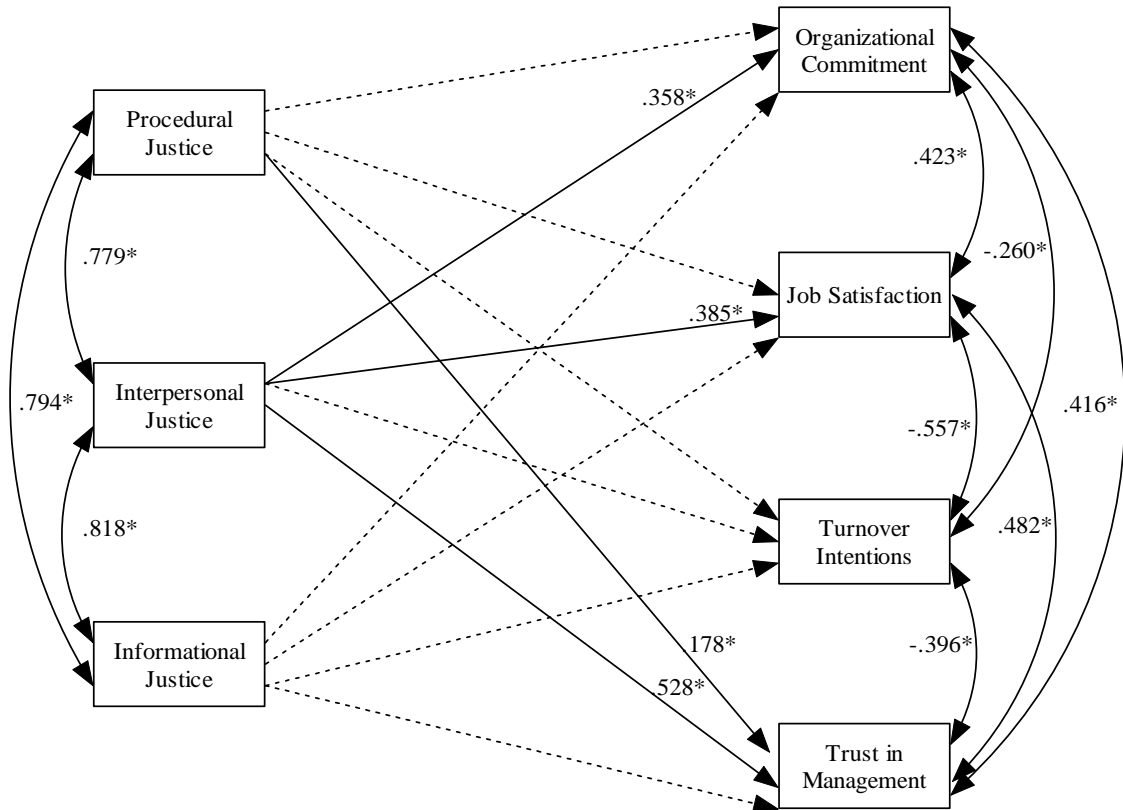 Organizational
Commitment
.358*
Procedural
Justice
.423*
.779*
-.260*
Job Satisfaction
.385*
Interpersonal
Justice
.794*
.416*
-.557*
.818*
Turnover
Intentions
.482*
Informational
Justice
.178*
-.396*
.528*
Trust in
Management